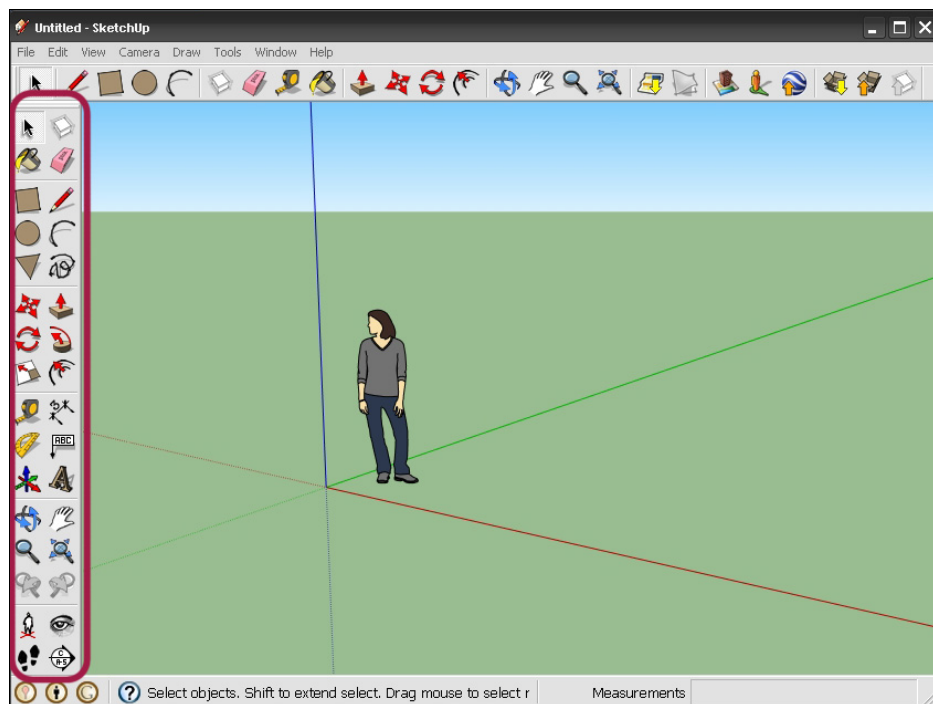 Untitled - SketchUp
File Edit View Camera Draw Tools Window Help
ABC
A
C
A-5
Select objects. Shift to extend select. Drag mouse to select r
Measurements